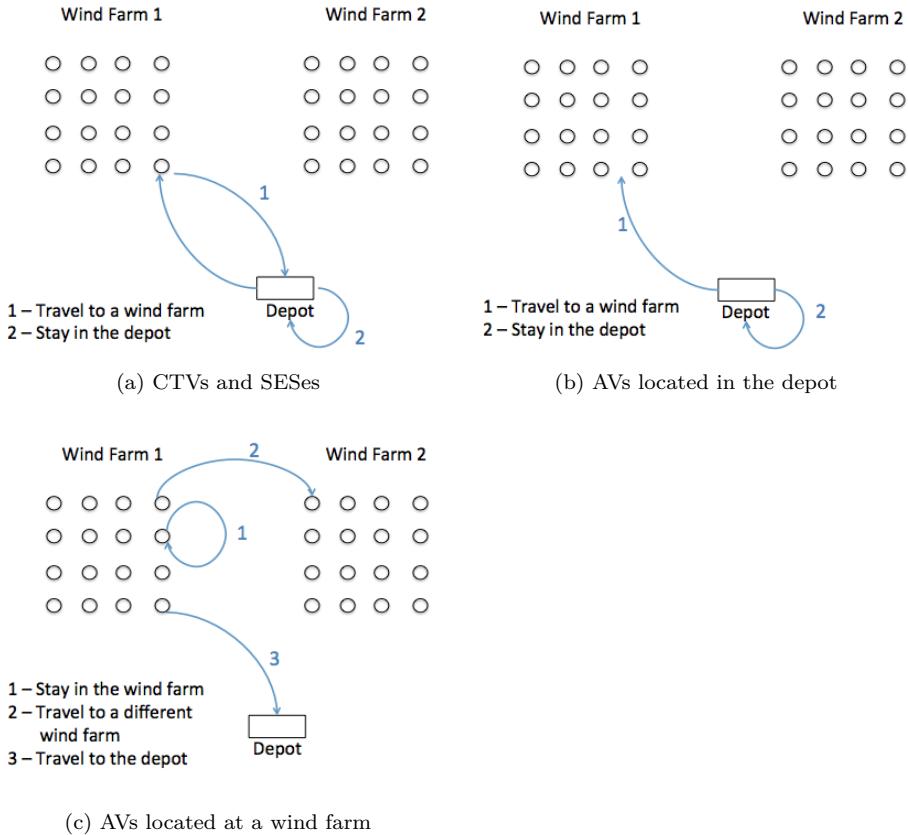 Wind Farm 1
Wind Farm 2
1
Depot
2
1 – Travel to a wind farm
2 – Stay in the depot
(a) CTVs and SESes
Wind Farm 1
Wind Farm 2
1
Depot
2
1 – Travel to a wind farm
2 – Stay in the depot
(b) AVs located in the depot
Wind Farm 1
Wind Farm 2
2
1
3
1 – Stay in the wind farm
2 – Travel to a different
wind farm
3 – Travel to the depot
Depot
(c) AVs located at a wind farm